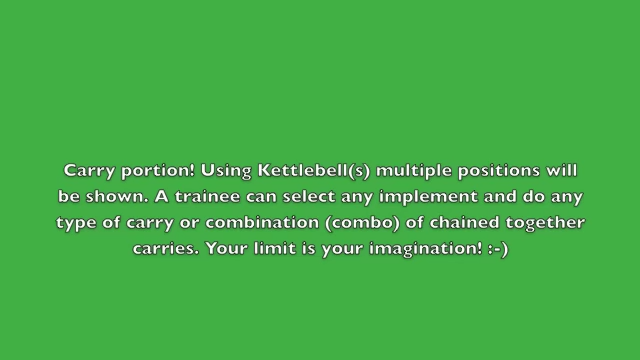 Carry portion! Using Kettlebell(s) multiple positions will
be shown. A trainee can select any implement and do any
type of carry or combination (combo) of chained together
carries. Your limit is your imagination! :-)